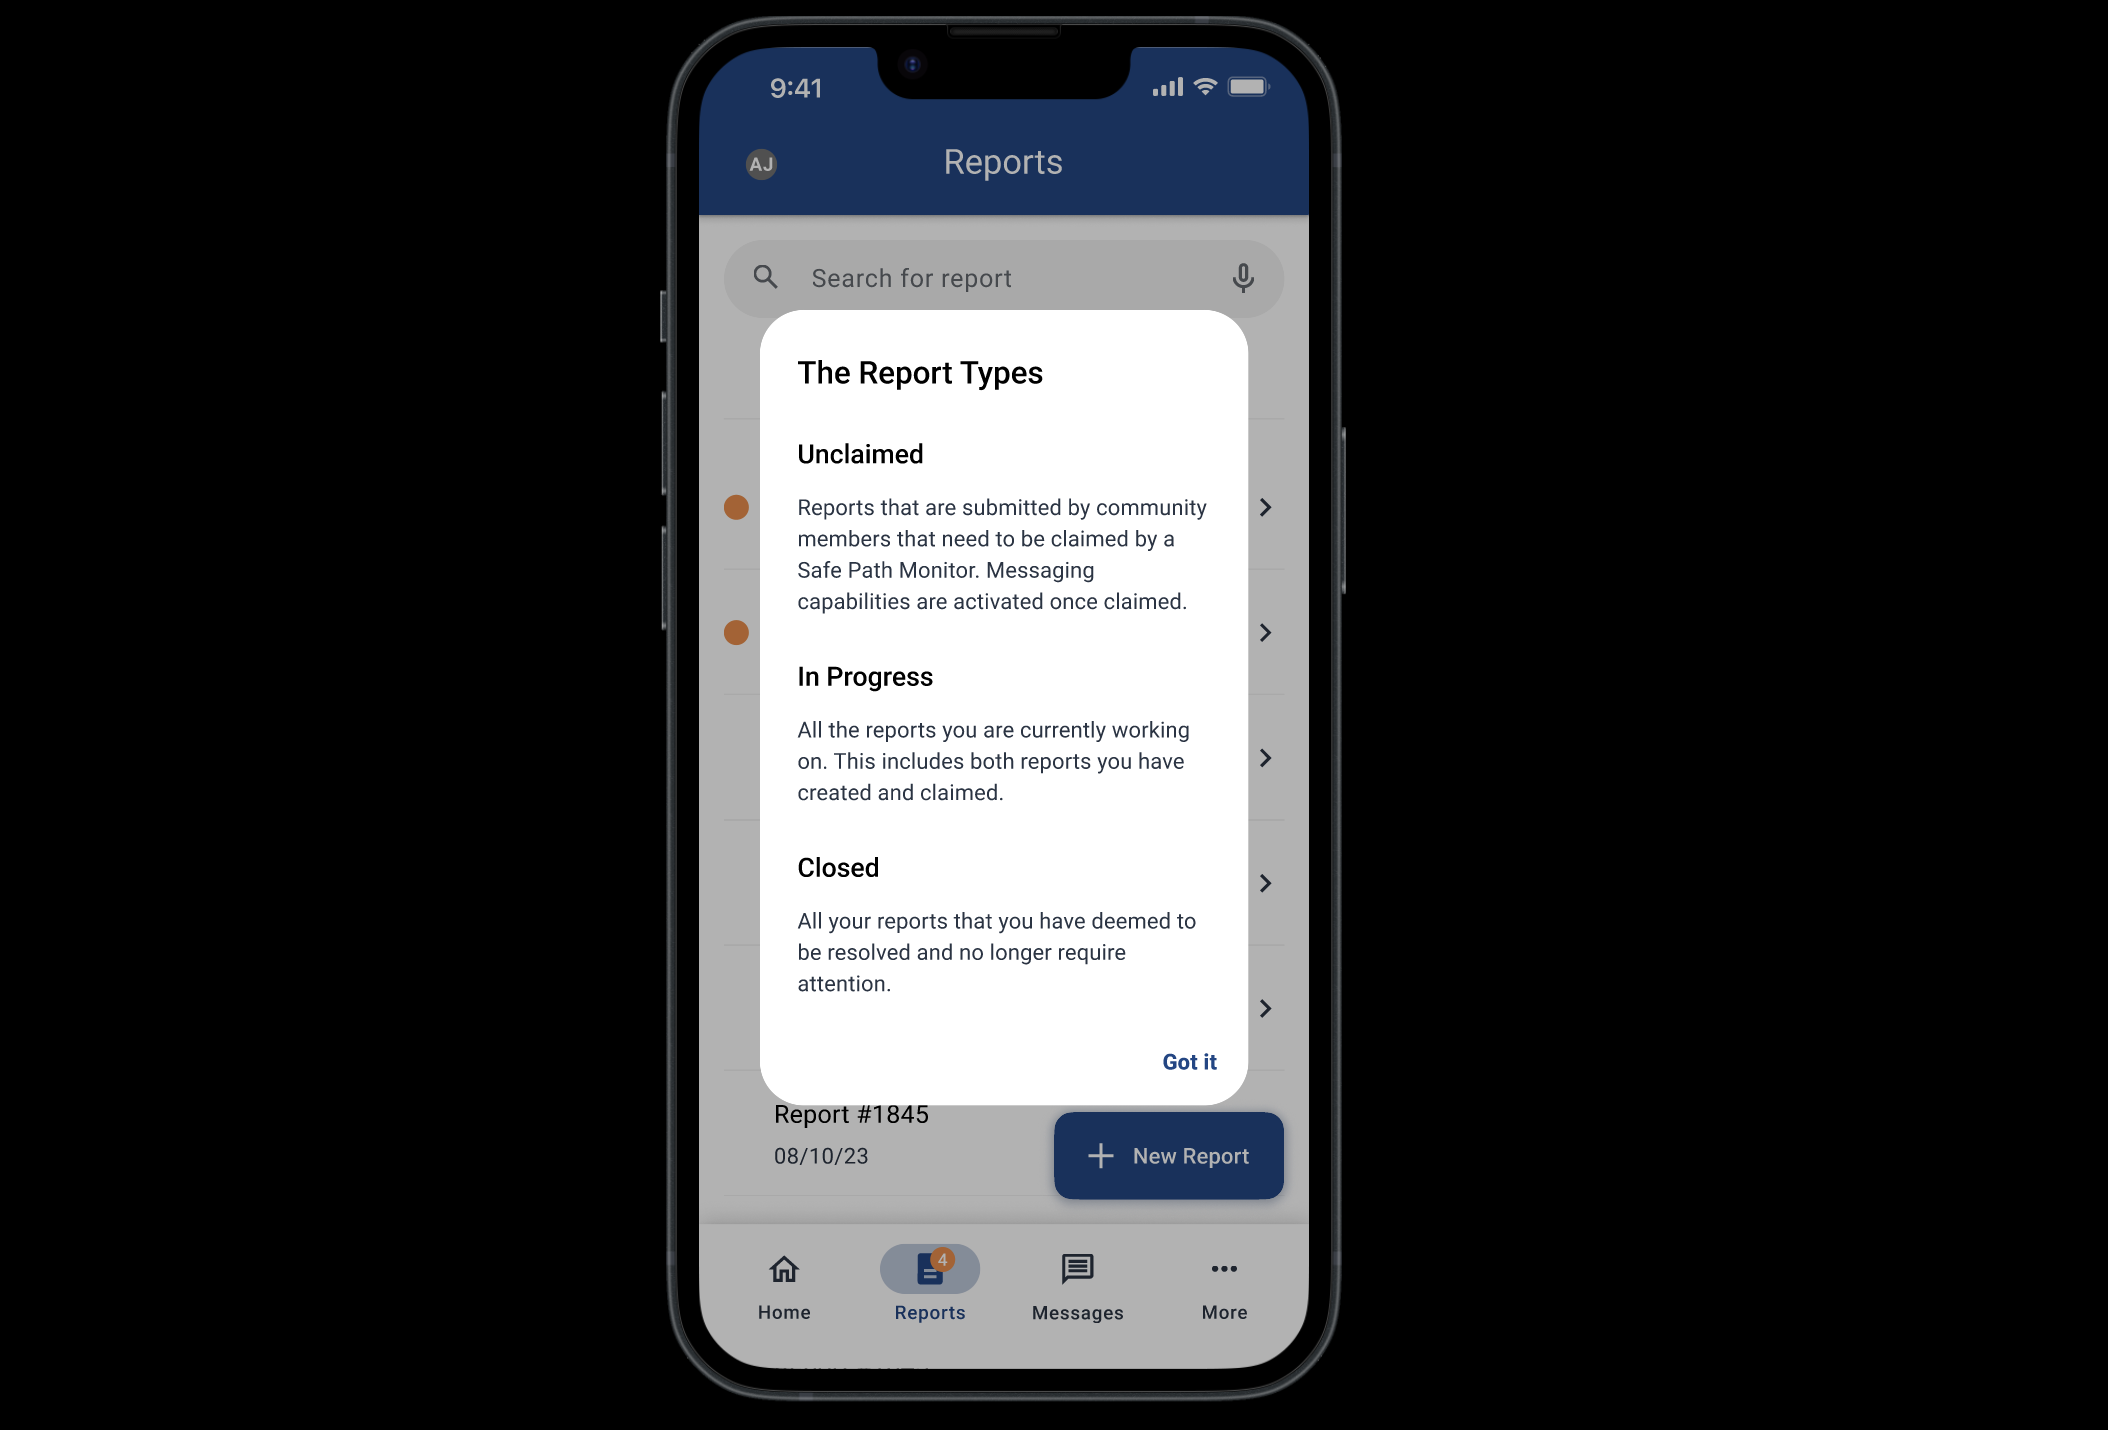 9:41
AJ
Reports
Search for report
The Report Types
Unclaimed
Reports that are submitted by community
members that need to be claimed by a
Safe Path Monitor. Messaging
capabilities are activated once claimed.
In Progress
All the reports you are currently working
on. This includes both reports you have
created and claimed.
Closed
All your reports that you have deemed to
be resolved and no longer require
attention.
Got it
Report #1845
08/10/23
New Report
4
Home
Reports
Messages
More